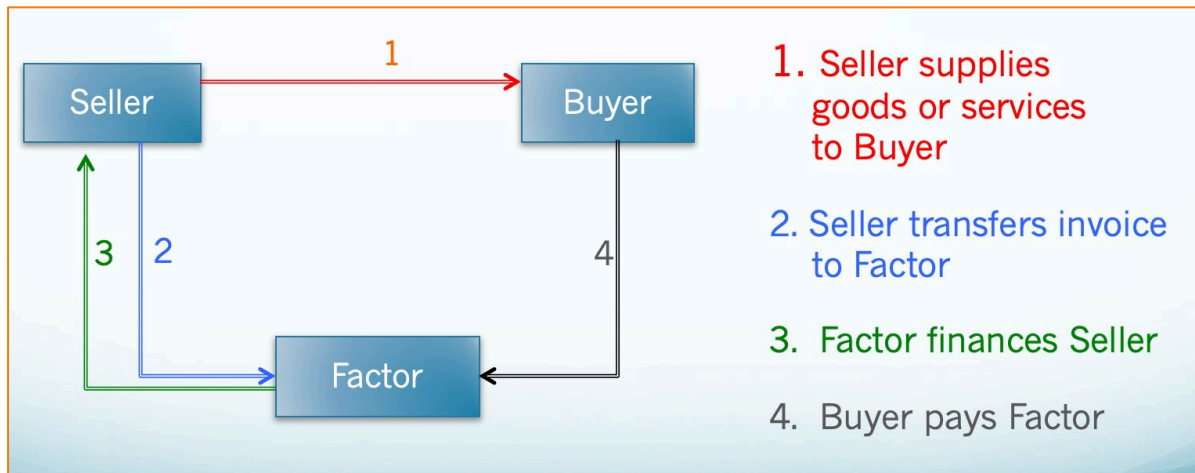 1
Seller
Buyer
3
2
4
Factor
1. Seller supplies
goods or services
to Buyer
2. Seller transfers invoice
to Factor
3. Factor finances Seller
4. Buyer pays Factor